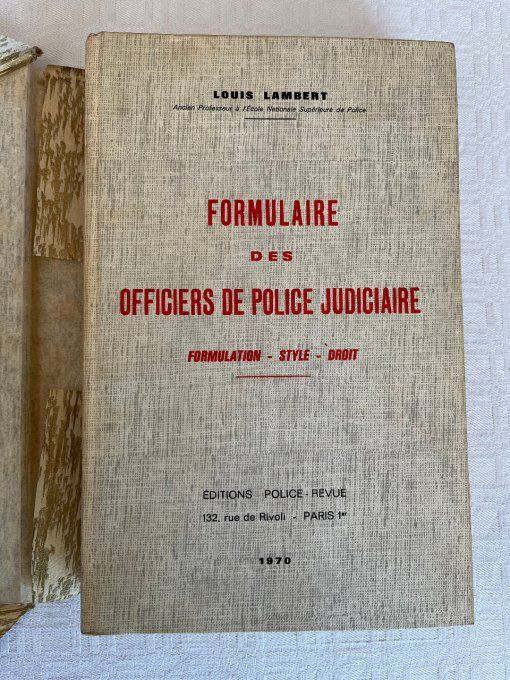 LOUIS LAMBERT
Ancien Professeur à l'École Nationale Supérieure de Police
FORMULAIRE
DES
OFFICIERS DE POLICE JUDICIAIRE
FORMULATION - STYLE - DROIT
ÉDITIONS POLICE-REVUE
132, rue de Rivoli - PARIS 1er
1970